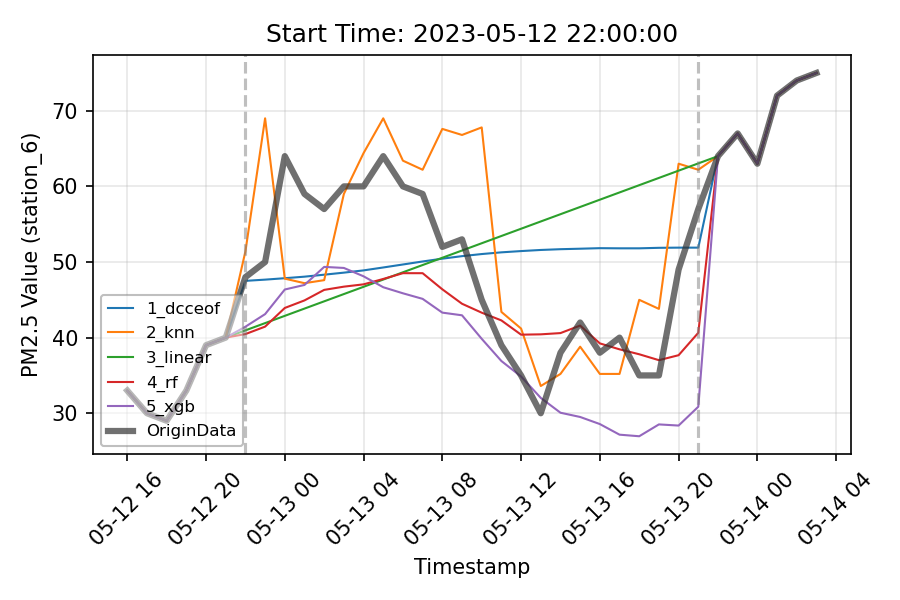 Start Time: 2023-05-12 22:00:00
PM2.5 Value (station_6)
70
60
50
40
30
1_dcceof
2_knn
3_linear
4_rf
5_xgb
OriginData
05-12 16
05-12 20
05-13 00
05-13 04
05-13 08
05-13 12
05-13 16
05-13 20
05-14 00
05-14 04
Timestamp